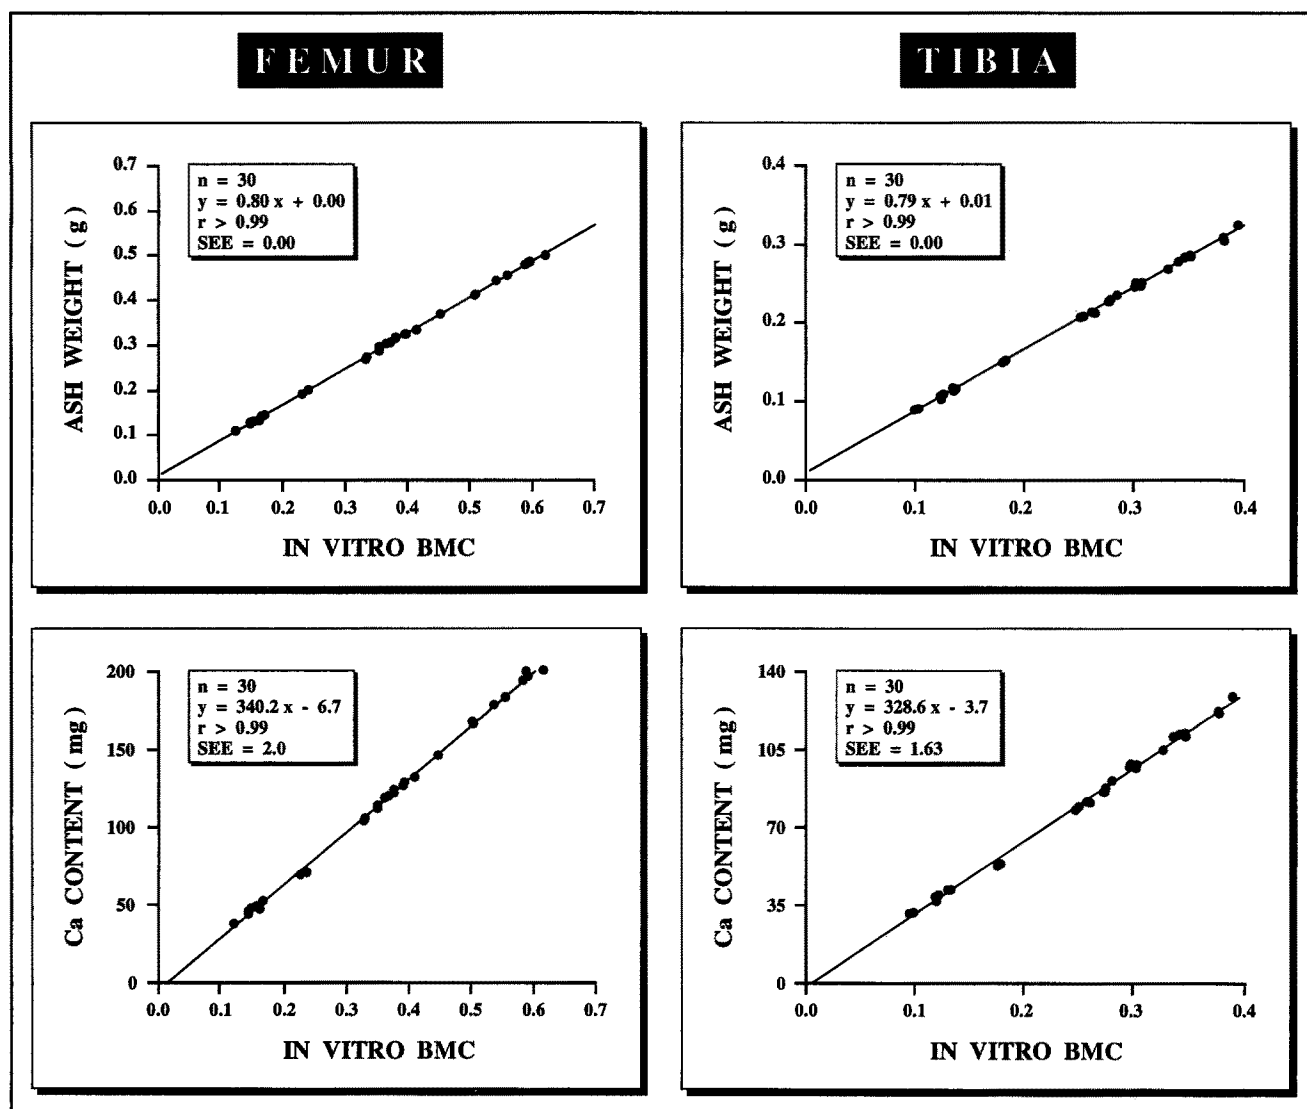 FEMUR
TIBIA
0.7
0.6
0.5
0.4
0.3
0.2
0.1
0.0
ASH WEIGHT ( g )
n = 30
y = 0.80 x + 0.00
r > 0.99
SEE = 0.00
0.0 0.1 0.2 0.3 0.4 0.5 0.6 0.7
IN VITRO BMC
0.4
0.3
0.2
0.1
0.0
ASH WEIGHT ( g )
n = 30
y = 0.79 x + 0.01
r > 0.99
SEE = 0.00
0.0 0.1 0.2 0.3 0.4
IN VITRO BMC
200
150
100
50
0
Ca CONTENT ( mg )
n = 30
y = 340.2 x - 6.7
r > 0.99
SEE = 2.0
0.0 0.1 0.2 0.3 0.4 0.5 0.6 0.7
IN VITRO BMC
140
105
70
35
0
Ca CONTENT ( mg )
n = 30
y = 328.6 x - 3.7
r > 0.99
SEE = 1.63
0.0 0.1 0.2 0.3 0.4
IN VITRO BMC